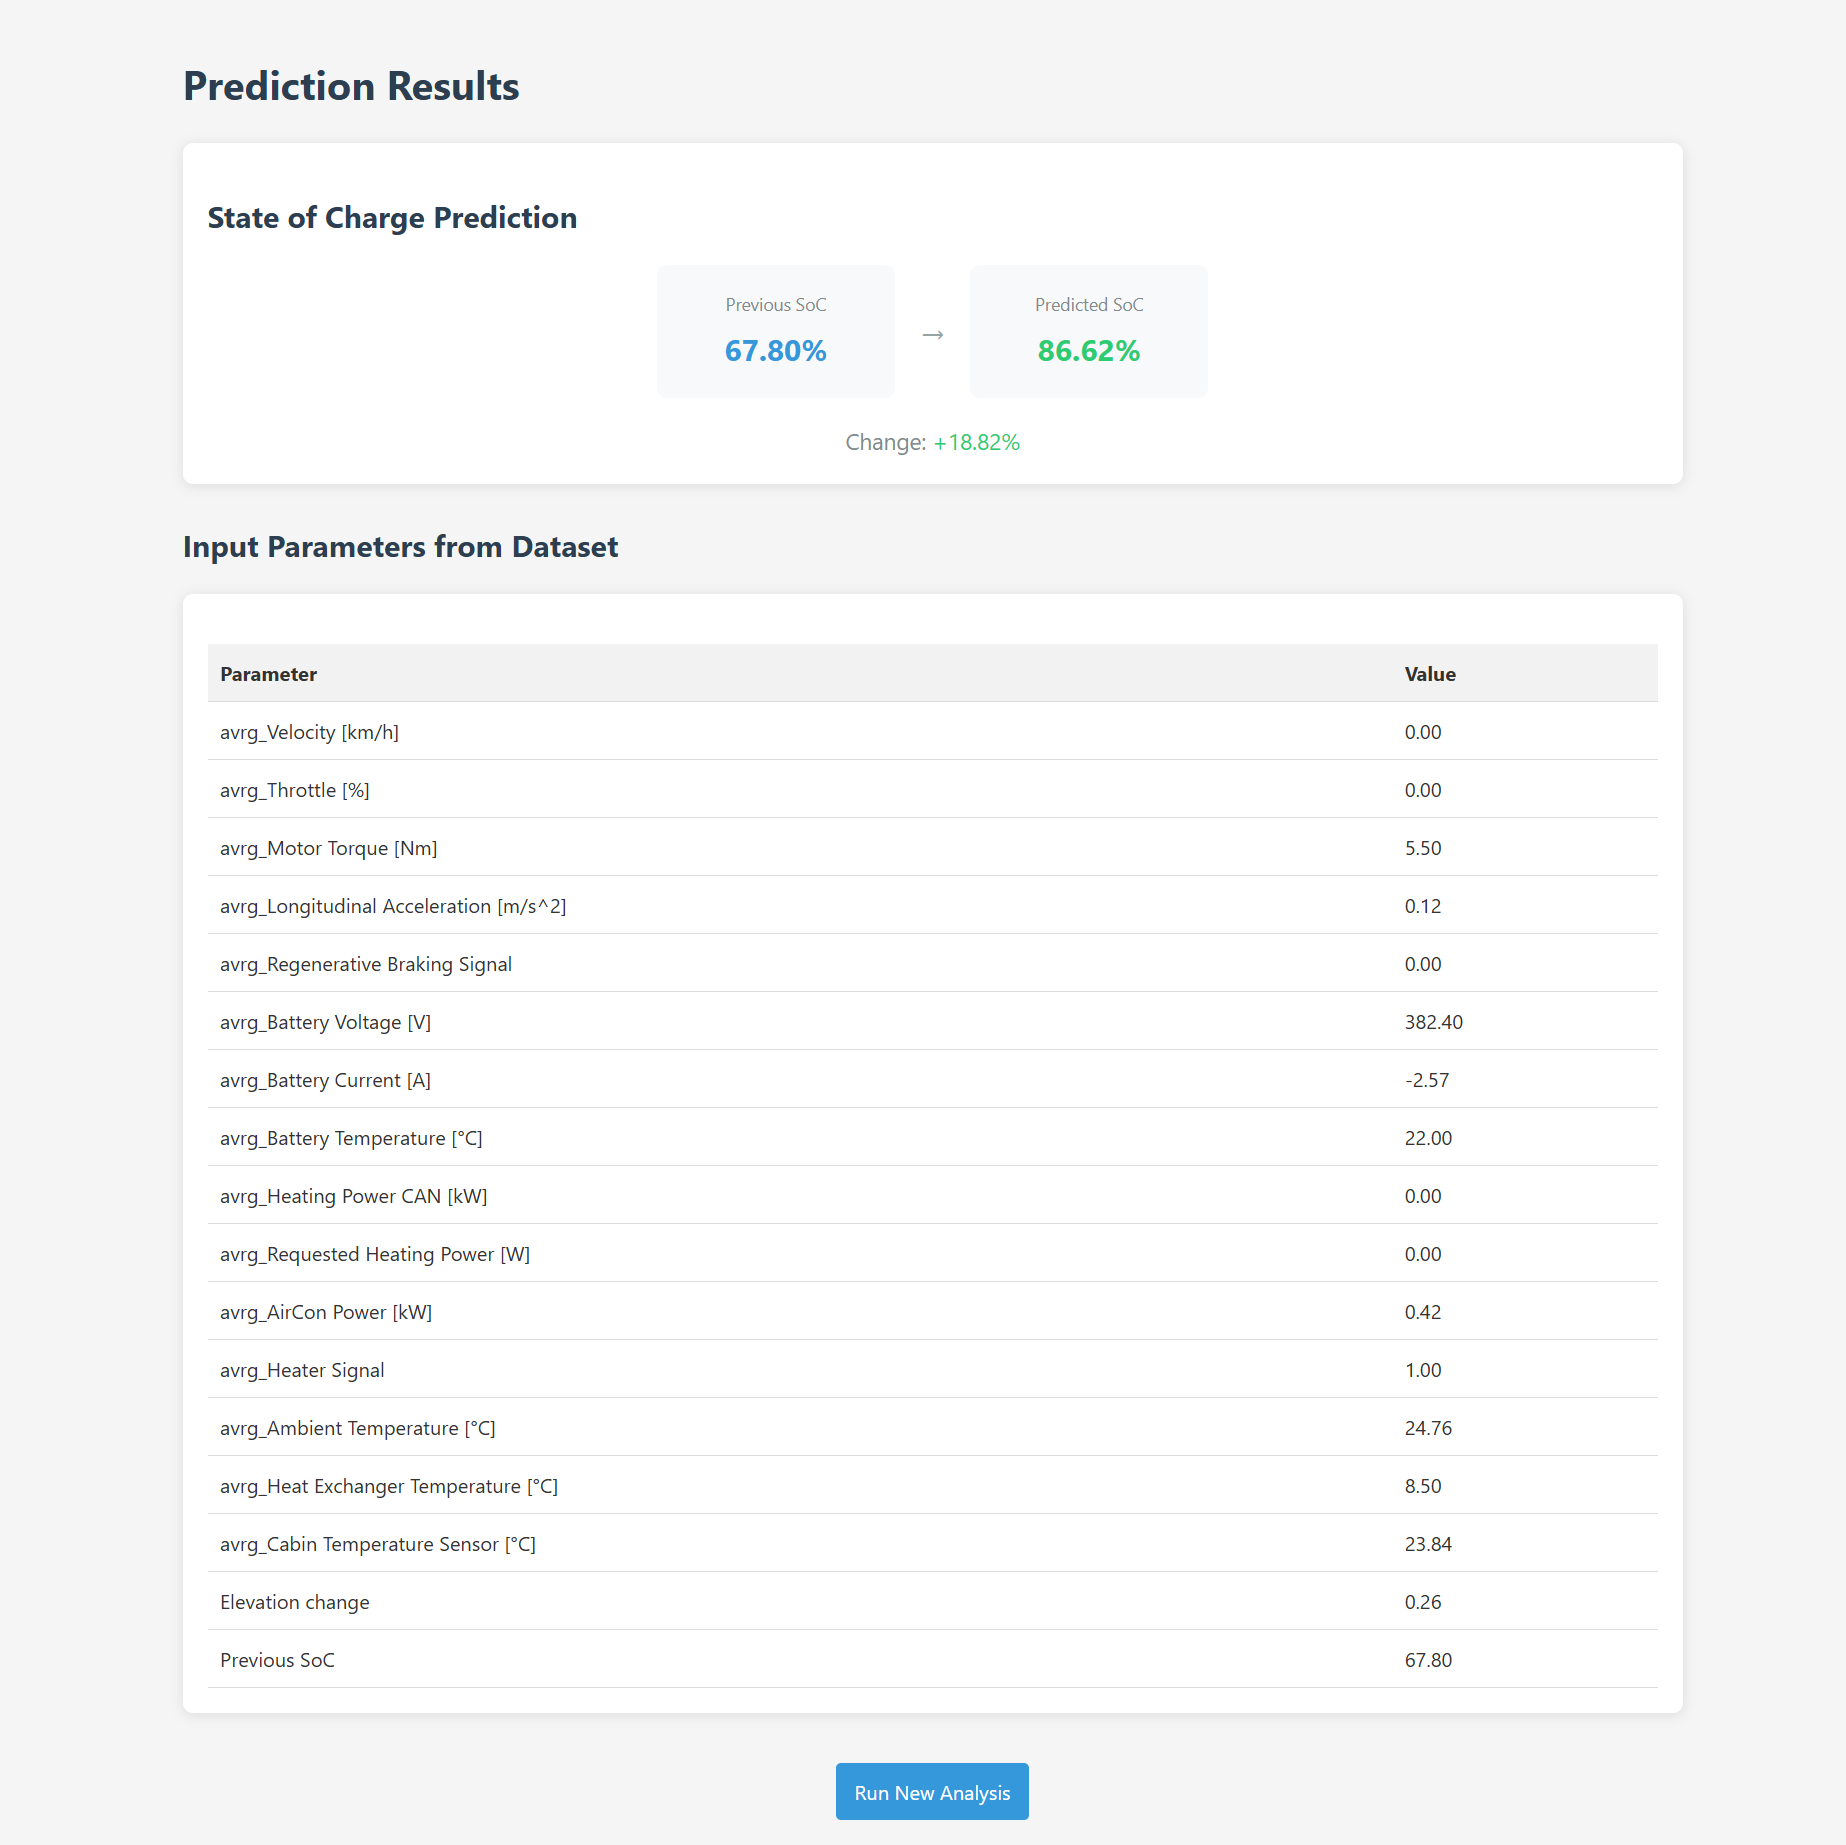 Prediction Results
State of Charge Prediction
Previous SoC
67.80%
→
Predicted SoC
86.62%
Change: +18.82%
Input Parameters from Dataset
Parameter Value
avrg_Velocity [km/h] 0.00
avrg_Throttle [%] 0.00
avrg_Motor Torque [Nm] 5.50
avrg_Longitudinal Acceleration [m/s^2] 0.12
avrg_Regenerative Braking Signal 0.00
avrg_Battery Voltage [V] 382.40
avrg_Battery Current [A] -2.57
avrg_Battery Temperature [°C] 22.00
avrg_Heating Power CAN [kW] 0.00
avrg_Requested Heating Power [W] 0.00
avrg_AirCon Power [kW] 0.42
avrg_Heater Signal 1.00
avrg_Ambient Temperature [°C] 24.76
avrg_Heat Exchanger Temperature [°C] 8.50
avrg_Cabin Temperature Sensor [°C] 23.84
Elevation change 0.26
Previous SoC 67.80
Run New Analysis